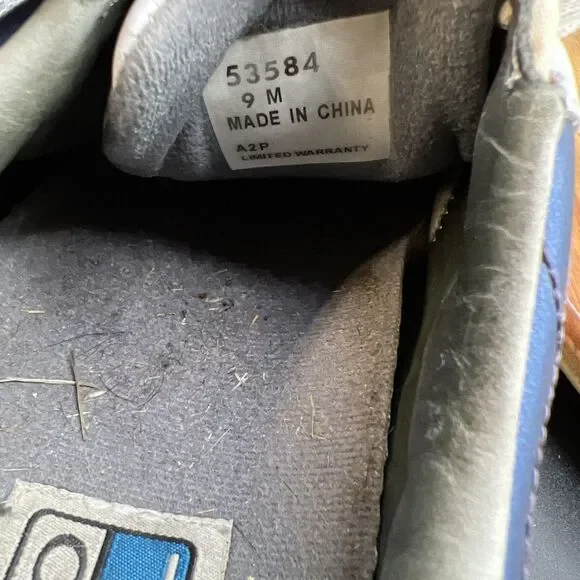 53584
9 M
MADE IN CHINA
A2P
LIMITED WARRANTY